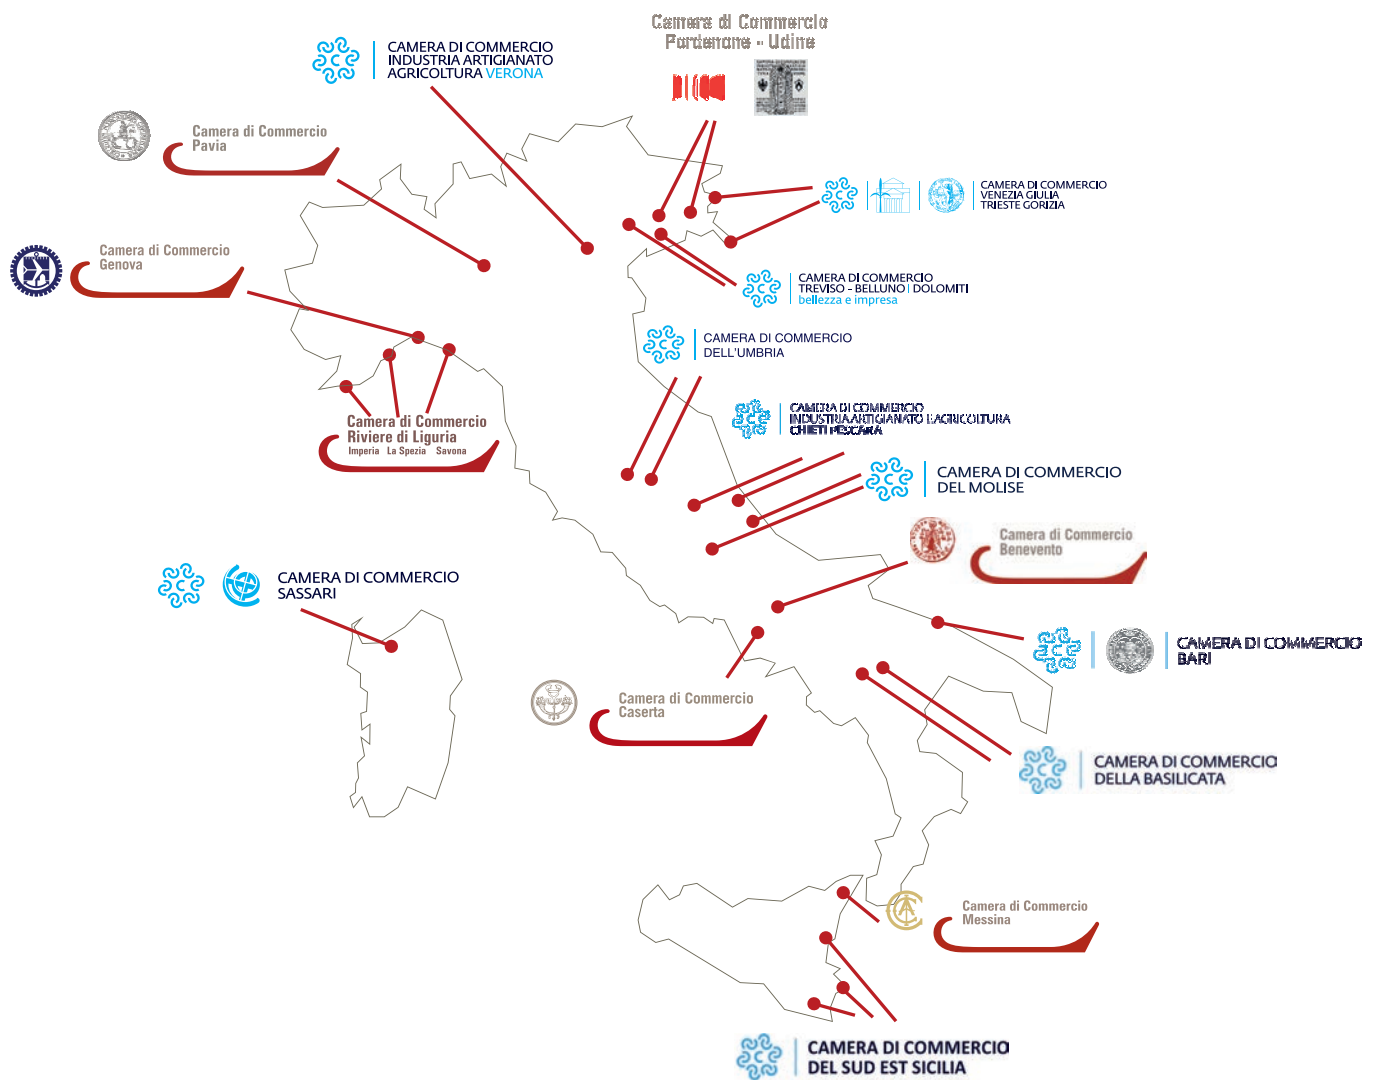 Camera di Commercio
Pordenone - Udine
CAMERA DI COMMERCIO
INDUSTRIA ARTIGIANATO
AGRICOLTURA VERONA
Camera di Commercio
Pavia
CAMERA DI COMMERCIO
VENEZIA GIULIA
TRIESTE GORIZIA
Camera di Commercio
Genova
CAMERA DI COMMERCIO
TREVISO - BELLUNO | DOLOMITI
bellezza e impresa
CAMERA DI COMMERCIO
DELL'UMBRIA
Camera di Commercio
Riviere di Liguria
Imperia La Spezia Savona
CAMERA DI COMMERCIO
INDUSTRIA ARTIGIANATO E AGRICOLTURA
CHIETI PESCARA
CAMERA DI COMMERCIO
DEL MOLISE
Camera di Commercio
Benevento
CAMERA DI COMMERCIO
SASSARI
CAMERA DI COMMERCIO
BARI
Camera di Commercio
Caserta
CAMERA DI COMMERCIO
DELLA BASILICATA
Camera di Commercio
Messina
CAMERA DI COMMERCIO
DEL SUD EST SICILIA